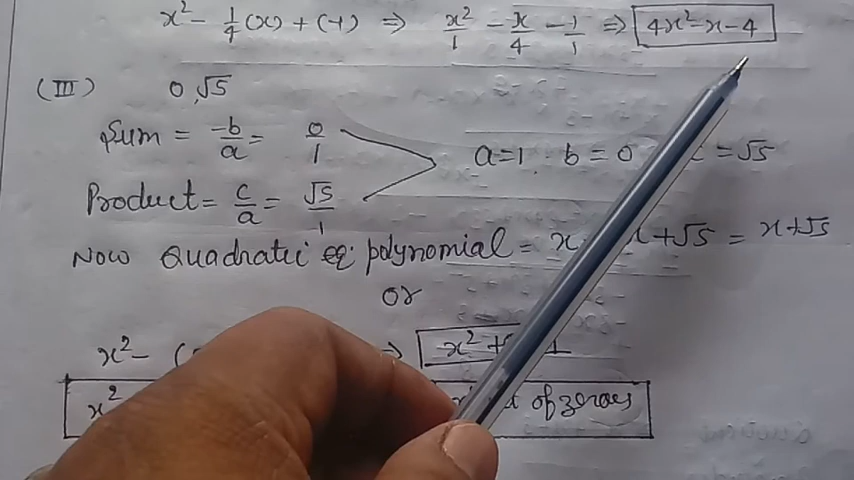 x² - 1/4 (x) + (-1) ⇒ x²/1 - x/4 - 1/1 ⇒ 4x²-x-4
(III) 0, √5
Sum = -b/a = 0/1
a=1 b=0 = √5
Product = c/a = √5/1
Now Quadratic eq polynomial = x + √5 = x+√5
or
x² - ( ⇒ x² +
x² of zeroes